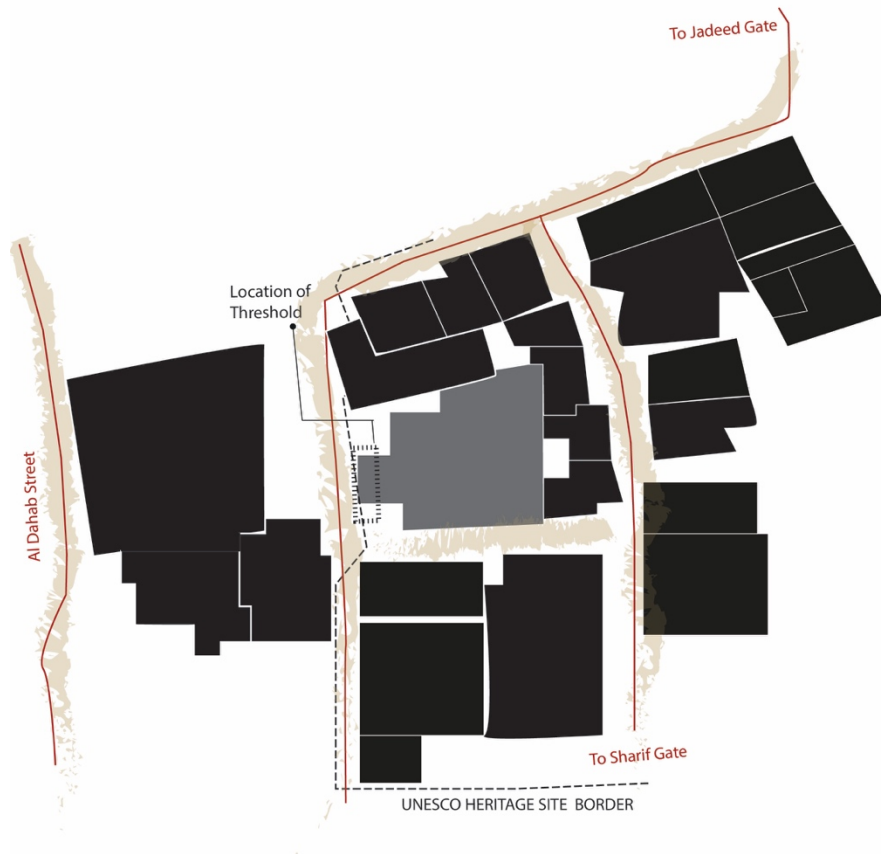 To Jadeed Gate
Location of
Threshold
Al Dahab Street
To Sharif Gate
UNESCO HERITAGE SITE BORDER